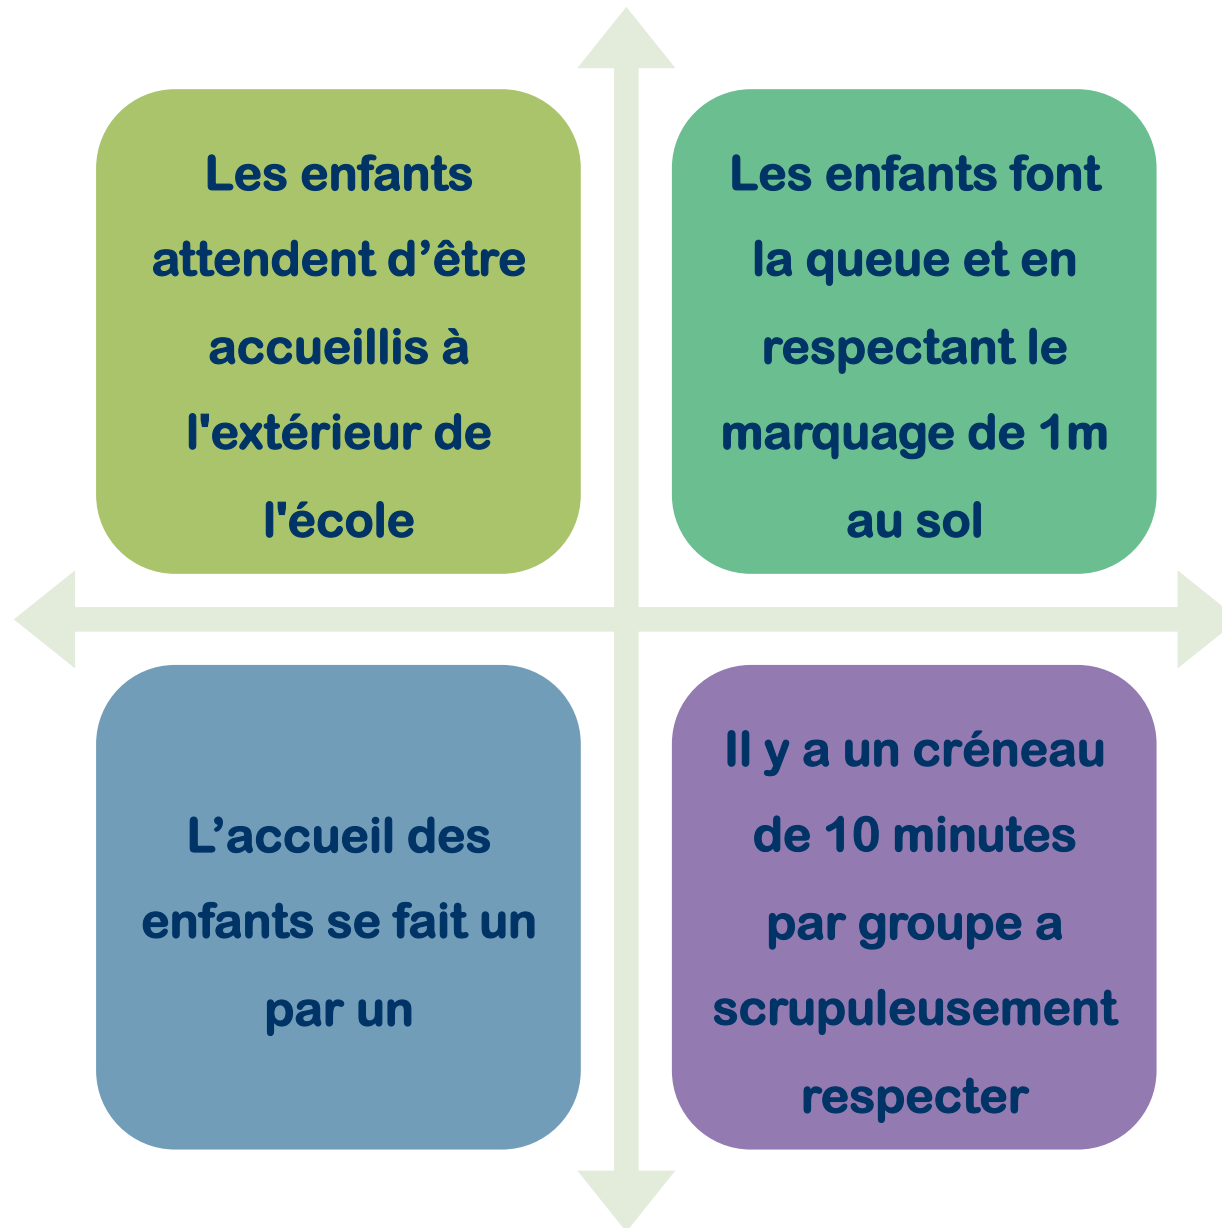 Les enfants
attendent d’être
accueillis à
l'extérieur de
l'école
Les enfants font
la queue et en
respectant le
marquage de 1m
au sol
L’accueil des
enfants se fait un
par un
Il y a un créneau
de 10 minutes
par groupe a
scrupuleusement
respecter